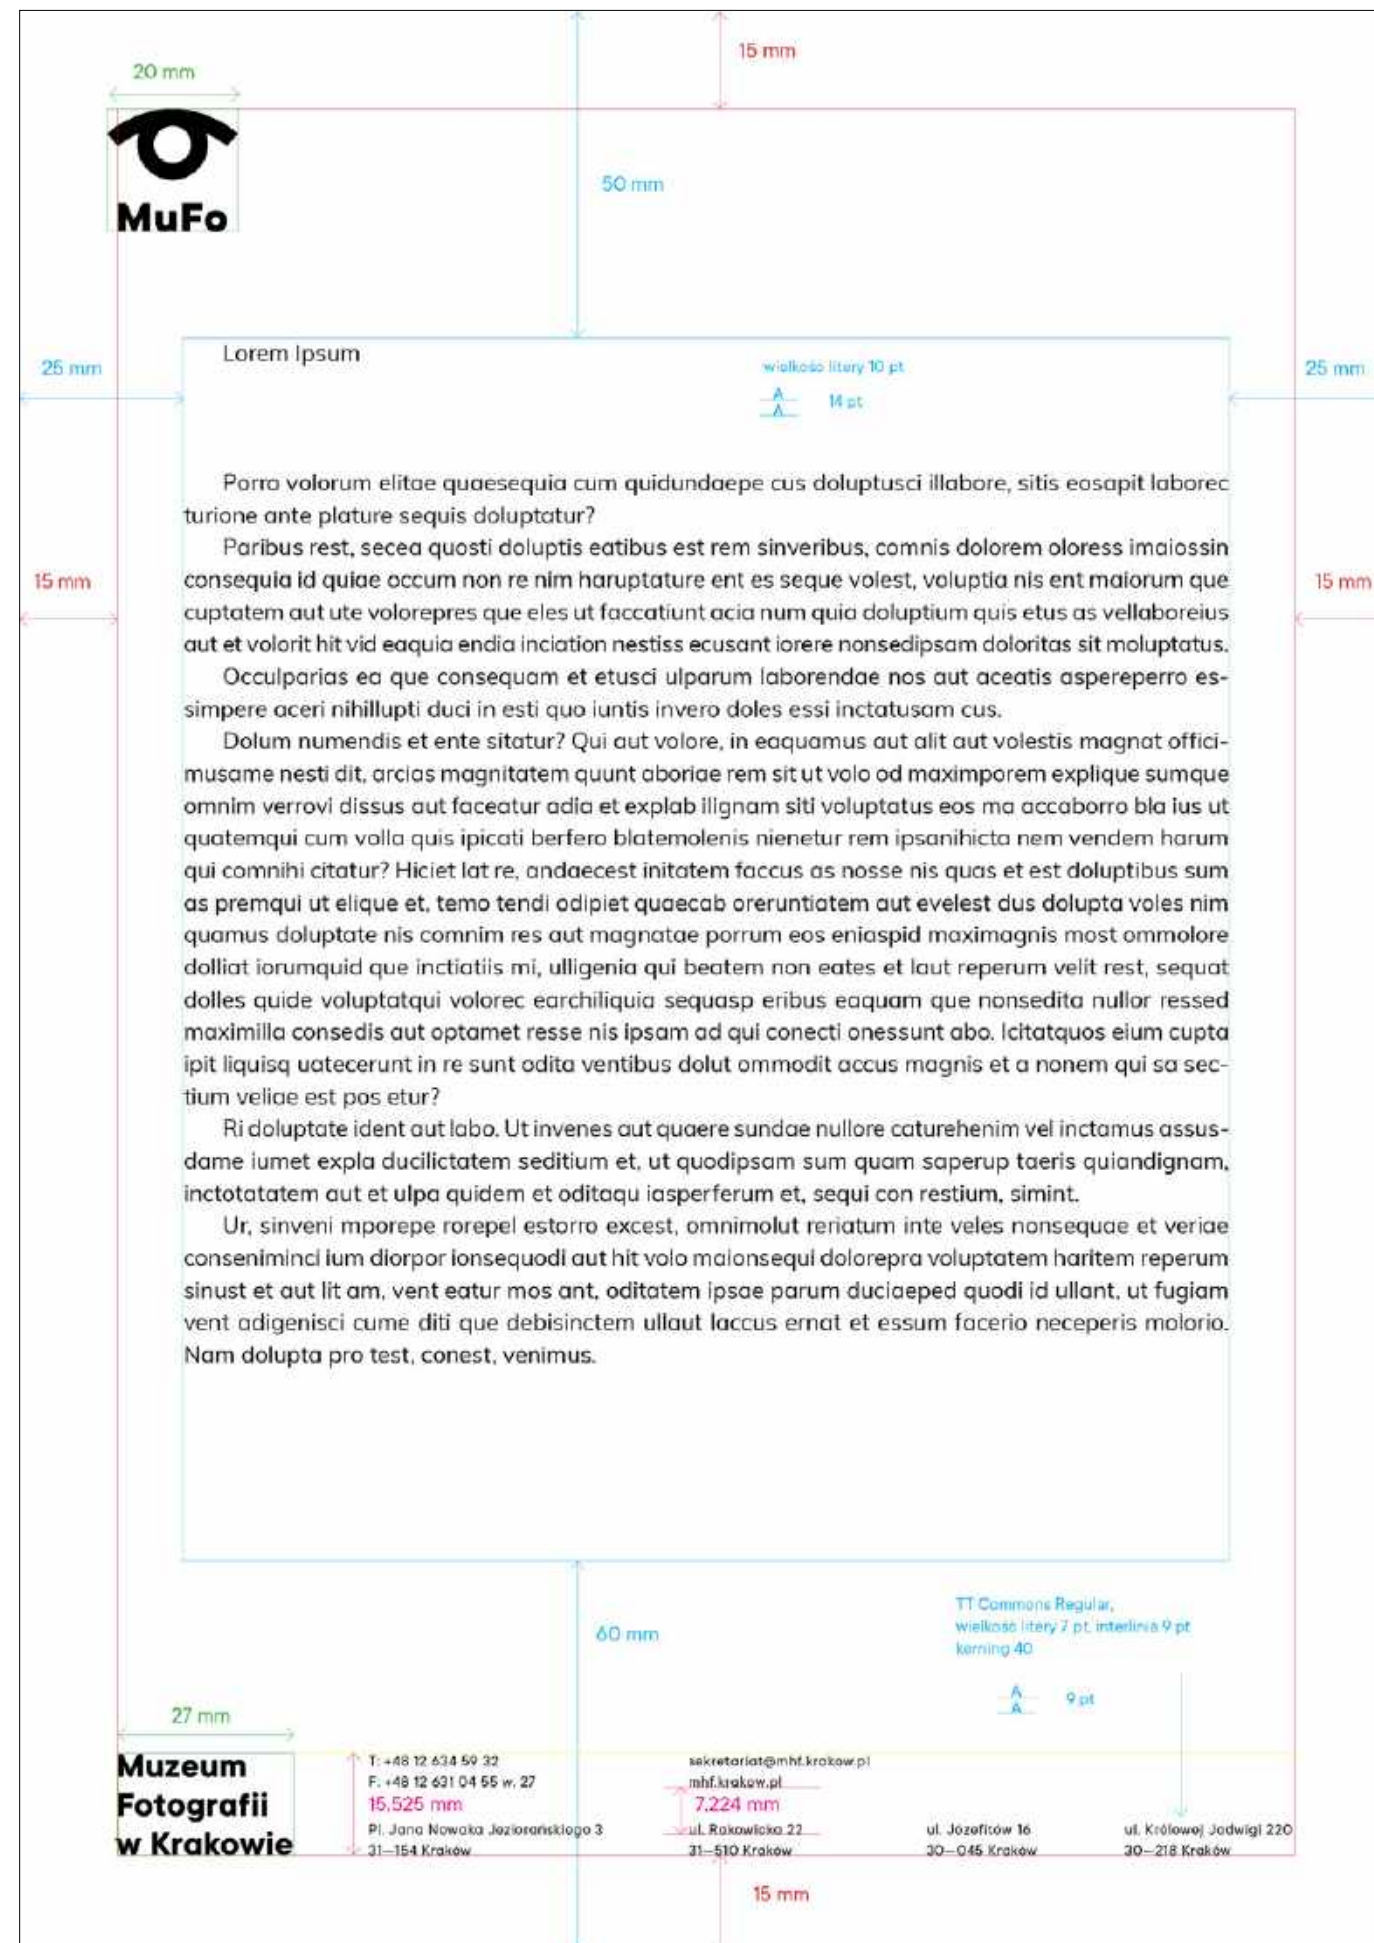 15 mm
20 mm
50 mm
MuFo
Lorem Ipsum
wielkość litery 10 pt
25 mm
25 mm
A
A
14 pt
Porro volorum elitae quaesequia cum quidundaepe cus doluptusci illabore, sitis eosapit laborec
turione ante plature sequis doluptatur?
Paribus rest, secea quosti doluptis eatibus est rem sinveribus, comnis dolorem oloress imaiossin
consequia id quiae occum non re nim haruptature ent es seque volest, voluptia nis ent maiorum que
15 mm
15 mm
cuptatem aut ute volorepres que eles ut faccatiunt acia num quia doluptium quis etus as vellaboreius
aut et volorit hit vid eaquia endia inciation nestiss ecusant iorere nonsedipsam doloritas sit moluptatus.
Occulparias ea que consequam et etusci ulparum laborendae nos aut aceatis aspereperro es-
simpere aceri nihillupti duci in esti quo iuntis invero doles essi inctatusam cus.
Dolum numendis et ente sitatur? Qui aut volore, in eaquamus aut alit aut volestis magnat offici-
musame nesti dit, arcias magnitatem quunt aboriae rem sit ut volo od maximporem explique sumque
omnim verrovi dissus aut faceatur adia et explab ilignam siti voluptatus eos ma accaborro bla ius ut
quatemqui cum volla quis ipicati berfero blatemolenis nienetur rem ipsanihicta nem vendem harum
qui comnihi citatur? Hiciet lat re, andaecest initatem faccus as nosse nis quas et est doluptibus sum
as premqui ut elique et, temo tendi odipiet quaecab oreruntiatem aut evelest dus dolupta voles nim
quamus doluptate nis comnim res aut magnatae porrum eos eniaspid maximagnis most ommolore
dolliat iorumquid que inctiatiis mi, ulligenia qui beatem non eates et laut reperum velit rest, sequat
dolles quide voluptatqui volorec earchiliquia sequasp eribus eaquam que nonsedita nullor ressed
maximilla consedis aut optamet resse nis ipsam ad qui conecti onessunt abo. Icitatquos eium cupta
ipit liquisq uatecerunt in re sunt odita ventibus dolut ommodit accus magnis et a nonem qui sa sec-
tium veliae est pos etur?
Ri doluptate ident aut labo. Ut invenes aut quaere sundae nullore caturehenim vel inctamus assus-
dame iumet expla ducilictatem seditium et, ut quodipsam sum quam saperup taeris quiandignam,
inctotatatem aut et ulpa quidem et oditaqu iasperferum et, sequi con restium, simint.
Ur, sinveni mporepe rorepel estorro excest, omnimolut reriatum inte veles nonsequae et veriae
conseniminci ium diorpor ionsequodi aut hit volo maionsequi dolorepra voluptatem haritem reperum
sinust et aut lit am, vent eatur mos ant, oditatem ipsae parum duciaeped quodi id ullant, ut fugiam
vent adigenisci cume diti que debisinctem ullaut laccus ernat et essum facerio neceperis molorio.
Nam dolupta pro test, conest, venimus.
TT Commons Regular,
wielkość litery 7 pt, interlinia 9 pt
kerning 40
60 mm
A
A
9 pt
27 mm
Muzeum
Fotografii
w Krakowie
T: +48 12 634 59 32
F. +48 12 631 04 55 w. 27
15,525 mm
Pl. Jana Nowaka Jeziorańskiego 3
31–154 Kraków
sekretariat@mhf.krakow.pl
mhf.krakow.pl
7,224 mm
ul. Rakowicka 22
31–510 Kraków
ul. Józefitów 16
30–045 Kraków
ul. Królowej Jadwigi 220
30–218 Kraków
15 mm